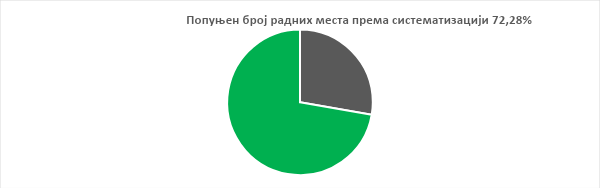 Попуњен број радних места према систематизацији 72,28%